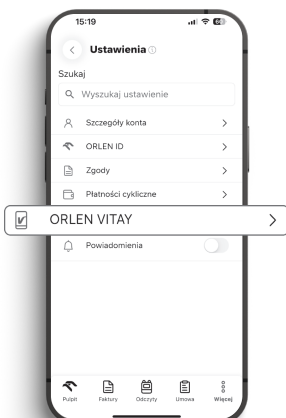 15:19
Ustawienia
Szukaj
Wyszukaj ustawienie
Szczegóły konta
ORLEN ID
Zgody
Płatności cykliczne
ORLEN VITAY
Powiadomienia
Pulpit Faktury Odczyty Umowa Więcej